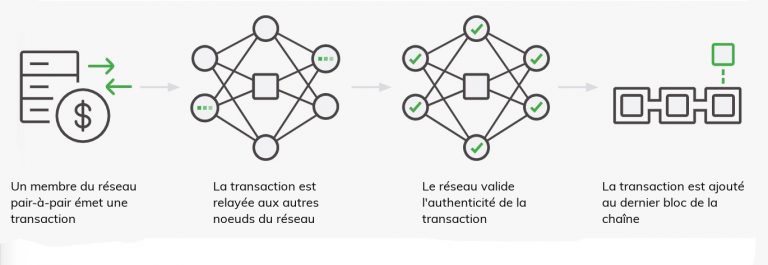 $
Un membre du réseau
pair-à-pair émet une
transaction
La transaction est
relayée aux autres
noeuds du réseau
Le réseau valide
l'authenticité de la
transaction
La transaction est ajouté
au dernier bloc de la
chaîne